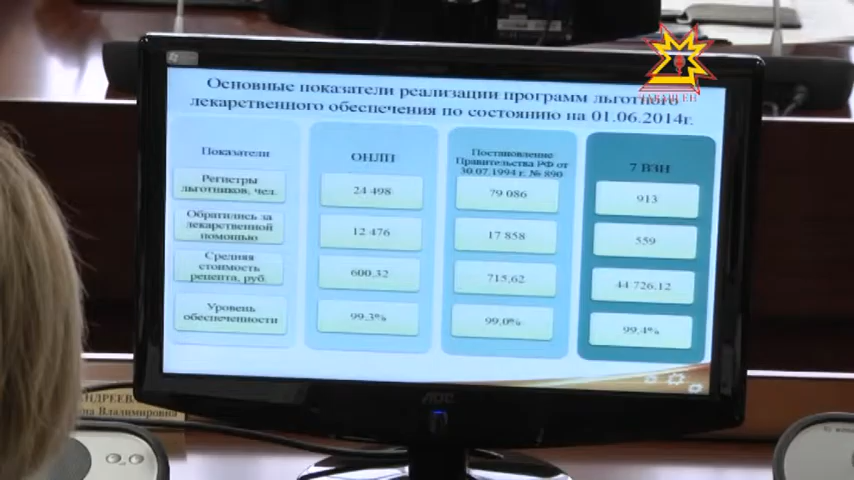 Основные показатели реализации программ льготного
лекарственного обеспечения по состоянию на 01.06.2014г.
Показатели
ОНЛП
Постановление
Правительства РФ от
30.07.1994 г. № 890
7 ВЗН
Регистры
льготников, чел.
24 498
79 086
913
Обратились за
лекарственной
помощью
12 476
17 858
559
Средняя
стоимость
рецепта, руб.
600,32
715,62
44 726,12
Уровень
обеспеченности
99,3%
99,0%
99,4%
AOC
Владимировна